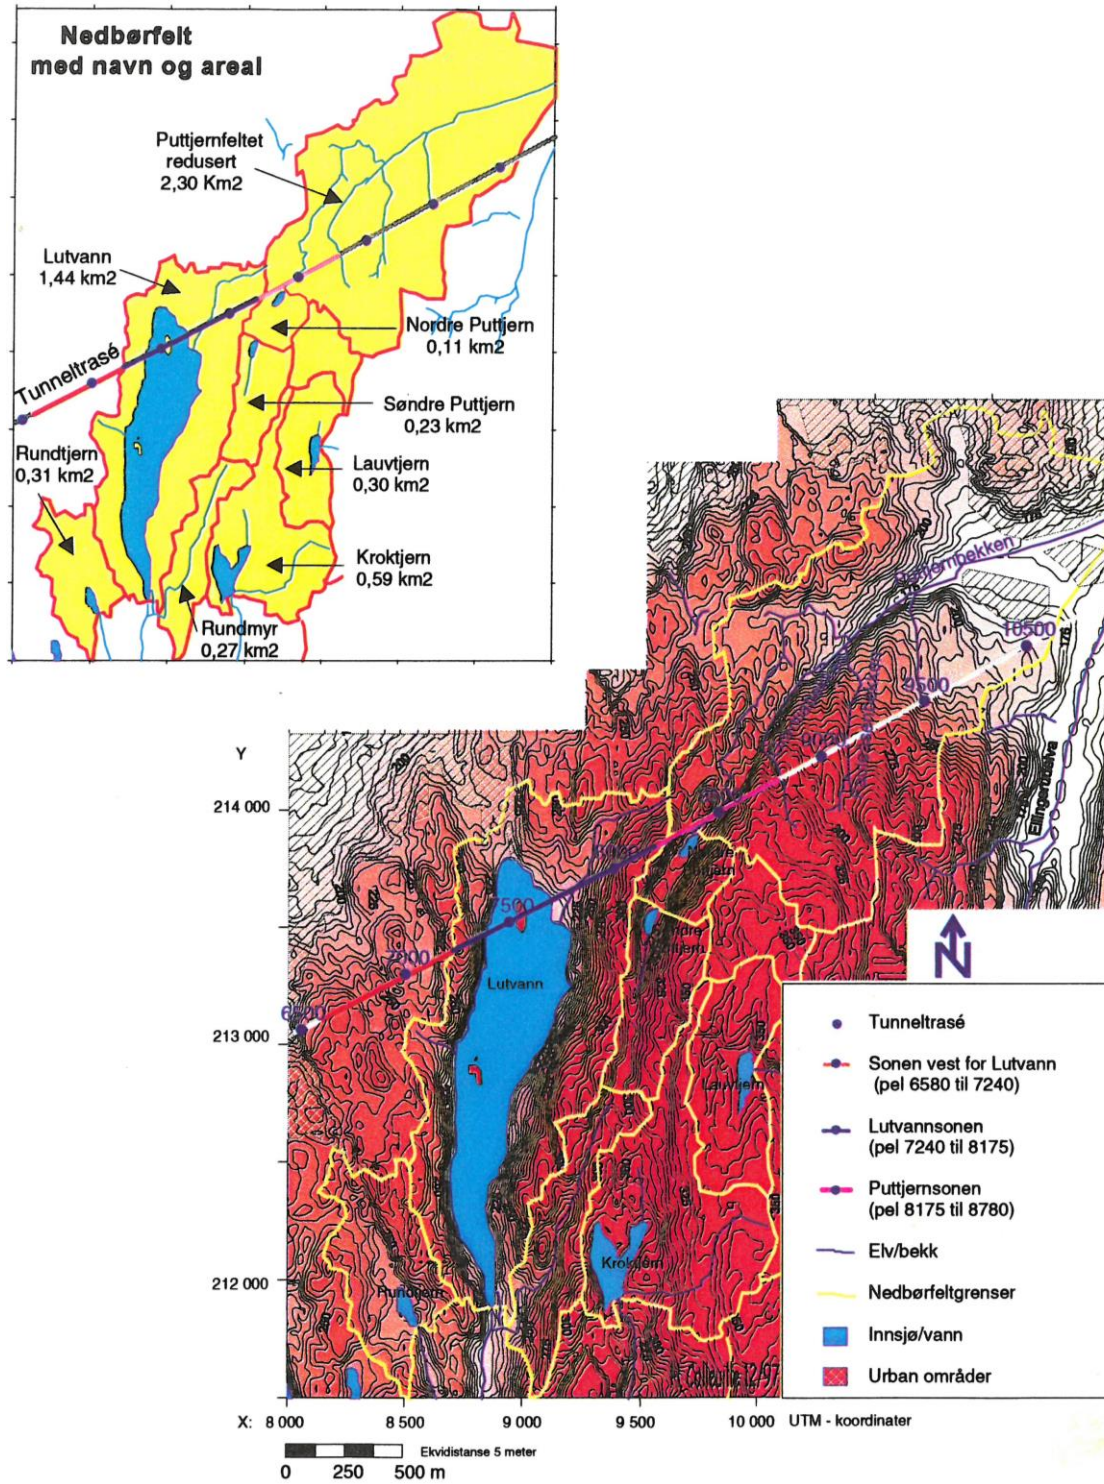 Nedbørfelt
med navn og areal
Puttjernfeltet
redusert
2,30 Km2
Lutvann
1,44 km2
Nordre Puttjern
0,11 km2
Tunneltrasé
Søndre Puttjern
0,23 km2
Rundtjern
0,31 km2
Lauvtjern
0,30 km2
Kroktjern
0,59 km2
Rundmyr
0,27 km2
10500
9500
9000
Ellingsrudelva
Y
214 000
7500
7000
Lutvann
6500
213 000
Lauvtjern
212 000
Kroktjern
Rundtjern
N
Tunneltrasé
Sonen vest for Lutvann
(pel 6580 til 7240)
Lutvannsonen
(pel 7240 til 8175)
Puttjernsonen
(pel 8175 til 8780)
Elv/bekk
Nedbørfeltgrenser
Innsjø/vann
Urban områder
X: 8 000 8 500 9 000 9 500 10 000 UTM - koordinater
Ekvidistanse 5 meter
0 250 500 m